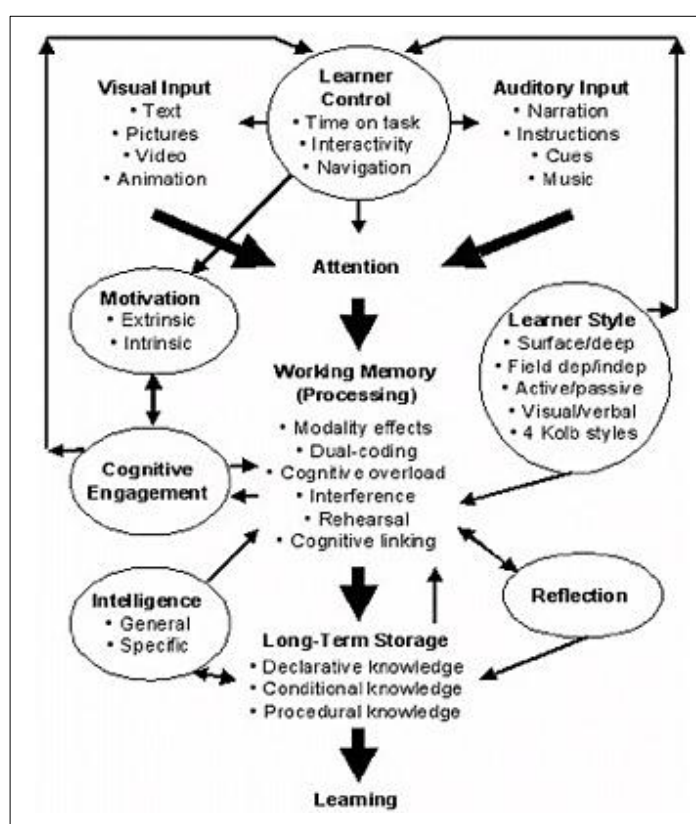 Learner
Control
• Time on task
• Interactivity
• Navigation
Visual Input
• Text
• Pictures
• Video
• Animation
Auditory Input
• Narration
• Instructions
• Cues
• Music
Attention
Motivation
• Extrinsic
• Intrinsic
Learner Style
• Surface/deep
• Field dep/indep
• Active/passive
• Visual/verbal
• 4 Kolb styles
Working Memory
(Processing)
• Modality effects
• Dual-coding
• Cognitive overload
• Interference
• Rehearsal
• Cognitive linking
Cognitive
Engagement
Intelligence
• General
• Specific
Reflection
Long-Term Storage
• Declarative knowledge
• Conditional knowledge
• Procedural knowledge
Learning